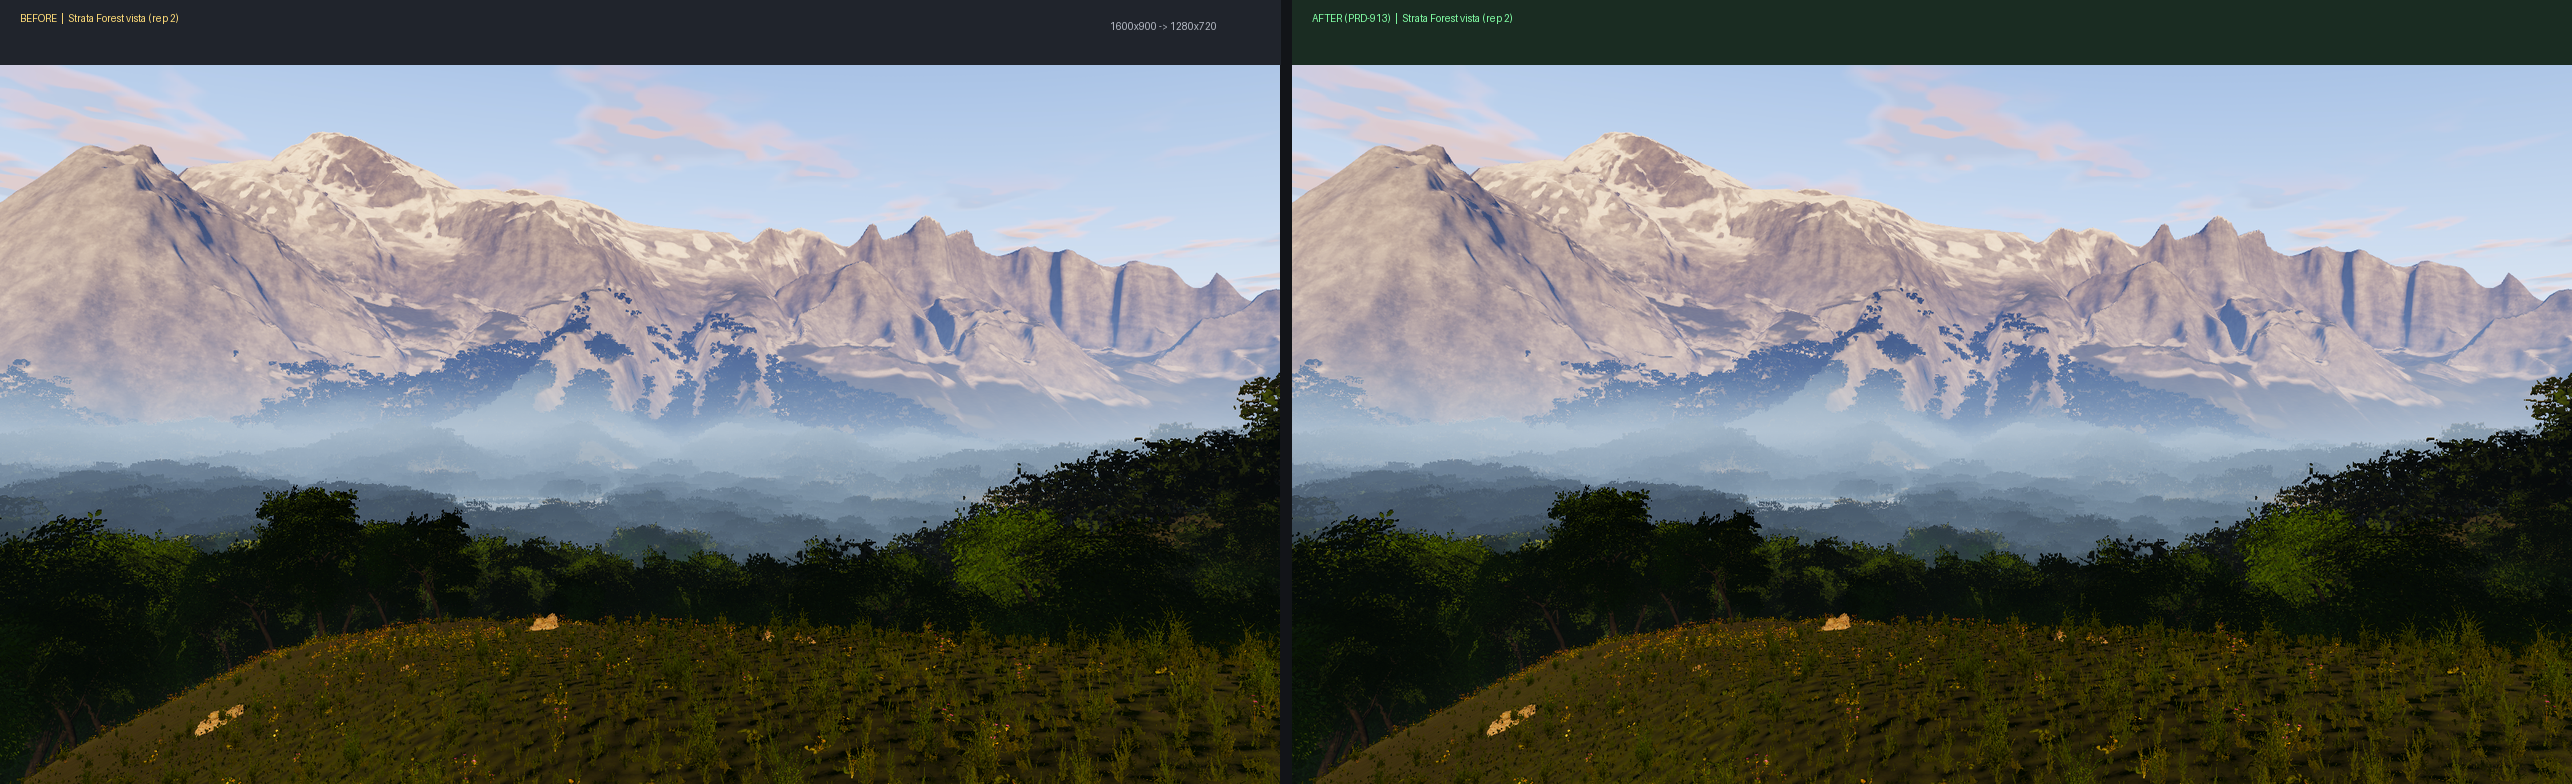 BEFORE | Strata Forest vista (rep 2)
1600x900 -> 1280x720
AFTER (PRD-913) | Strata Forest vista (rep 2)